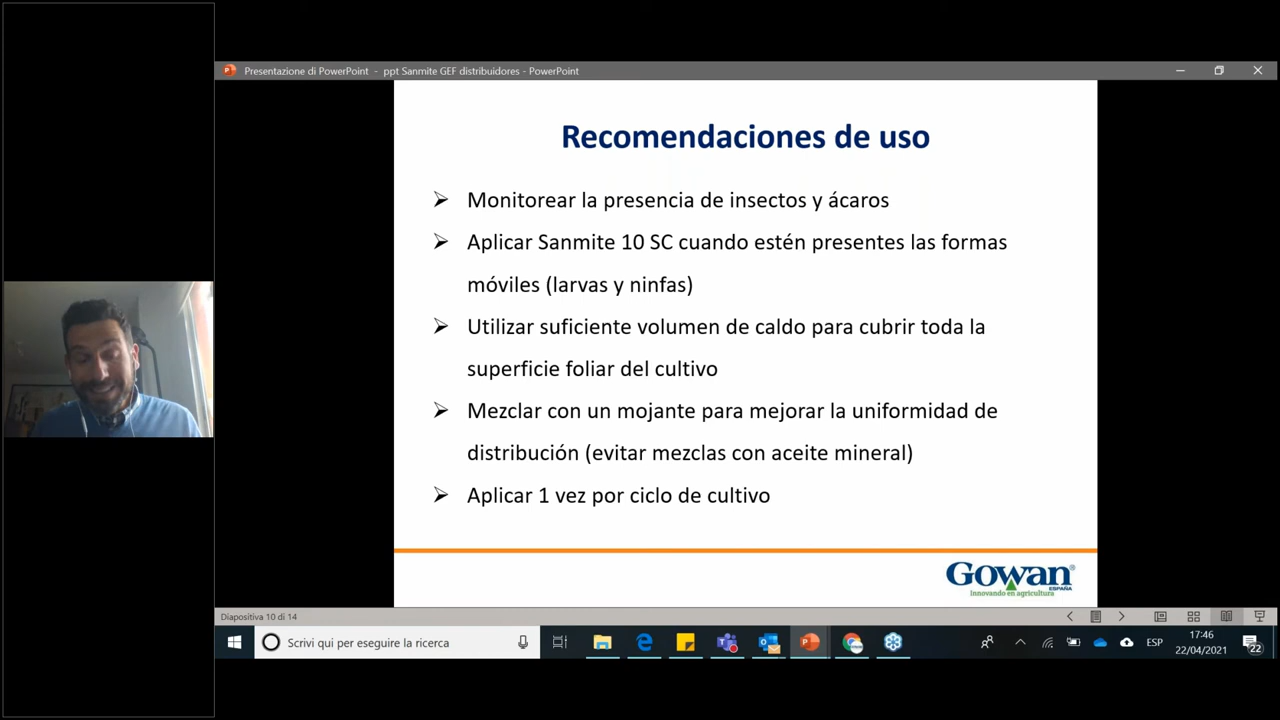 Presentazione di PowerPoint - ppt Sanmite GEF distribuidores - PowerPoint
Recomendaciones de uso
Monitorear la presencia de insectos y ácaros
Aplicar Sanmite 10 SC cuando estén presentes las formas
móviles (larvas y ninfas)
Utilizar suficiente volumen de caldo para cubrir toda la
superficie foliar del cultivo
Mezclar con un mojante para mejorar la uniformidad de
distribución (evitar mezclas con aceite mineral)
Aplicar 1 vez por ciclo de cultivo
Gowan®
ESPAÑA
Innovando en agricultura
Diapositiva 10 di 14
Scrivi qui per eseguire la ricerca
ESP
17:46
22/04/2021
22